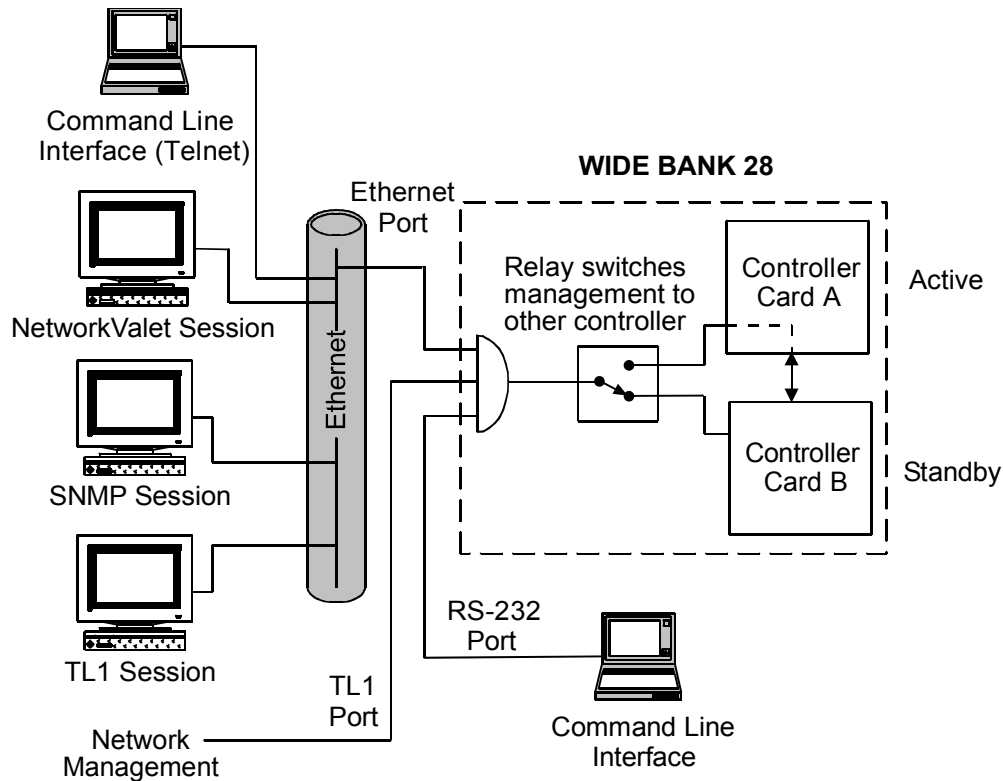 Command Line
Interface (Telnet)
NetworkValet Session
SNMP Session
TL1 Session
Network
Management
Ethernet
Port
Ethernet
TL1
Port
RS-232
Port
Command Line
Interface
WIDE BANK 28
Relay switches
management to
other controller
Controller
Card A
Active
Controller
Card B
Standby